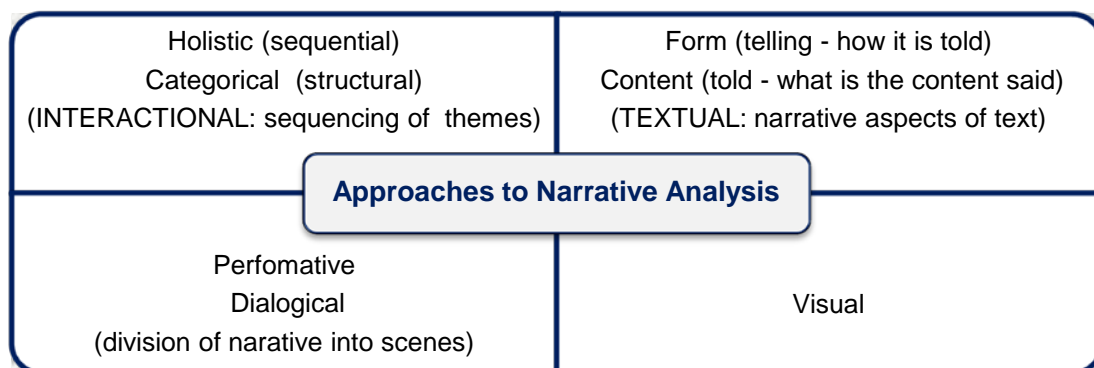 Holistic (sequential)
Categorical (structural)
(INTERACTIONAL: sequencing of themes)
Form (telling - how it is told)
Content (told - what is the content said)
(TEXTUAL: narrative aspects of text)
Approaches to Narrative Analysis
Perfomative
Dialogical
(division of narative into scenes)
Visual